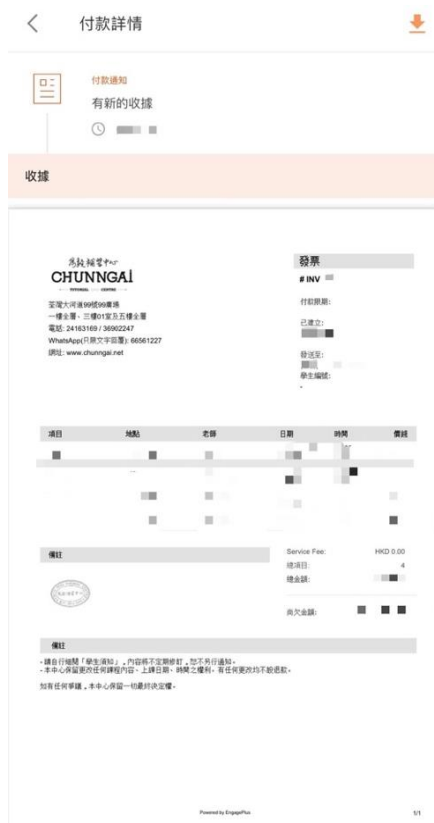 付款詳情
付款通知
有新的收據
收據
CHUNNGAI
TUTORIAL CENTRE
荃灣大河道99號99廣場
一樓全層、三樓01室及五樓全層
電話: 24163169 / 36902247
WhatsApp(只限文字回覆): 66561227
網址: www.chunngai.net
發票
# INV
付款限期:
已建立:
發送至:
學生編號:
-
項目 地點 老師 日期 時間 價錢
備註
Service Fee: HKD 0.00
總項目: 4
總金額:
尚欠金額:
備註
- 請自行細閱「學生須知」, 內容將不定期修訂, 恕不另行通知。
- 本中心保留更改任何課程內容、上課日期、時間之權利, 有任何更改均不設退款。
如有任何爭議, 本中心保留一切最終決定權。
Powered by EngagePlus
1/1